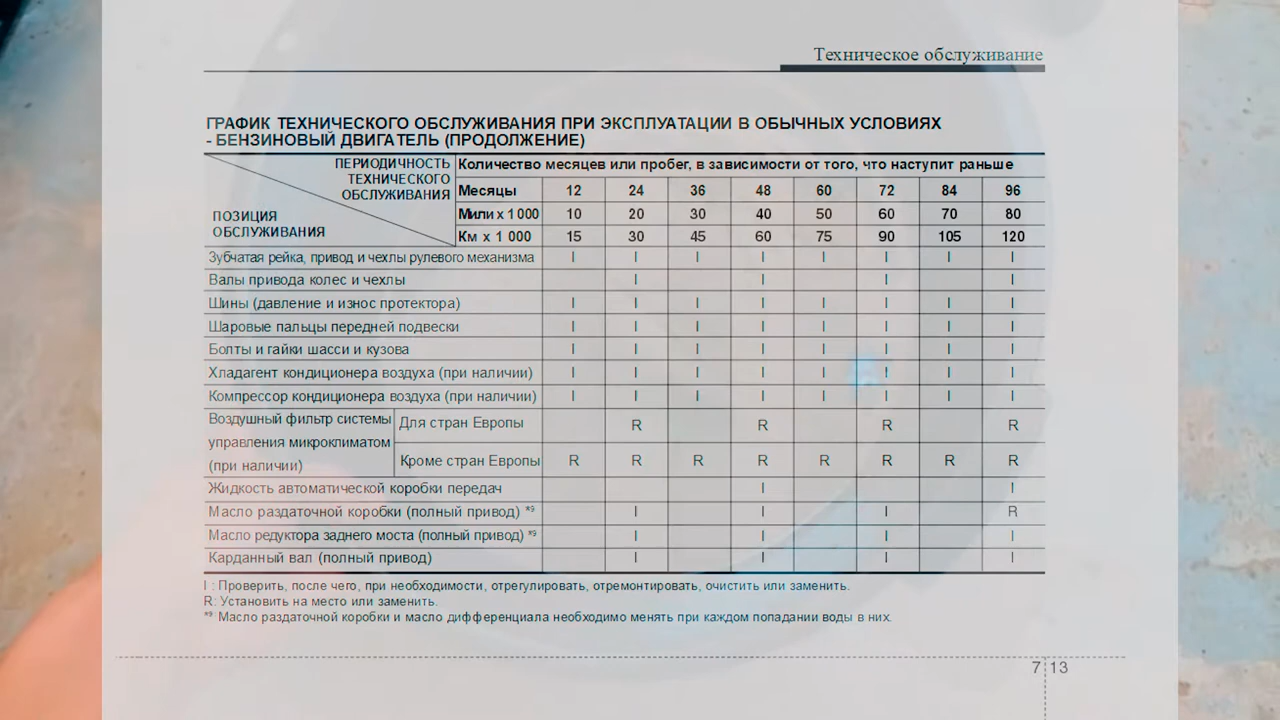 Техническое обслуживание
ГРАФИК ТЕХНИЧЕСКОГО ОБСЛУЖИВАНИЯ ПРИ ЭКСПЛУАТАЦИИ В ОБЫЧНЫХ УСЛОВИЯХ
- БЕНЗИНОВЫЙ ДВИГАТЕЛЬ (ПРОДОЛЖЕНИЕ)
ПЕРИОДИЧНОСТЬ
ТЕХНИЧЕСКОГО
ОБСЛУЖИВАНИЯ
ПОЗИЦИЯ
ОБСЛУЖИВАНИЯ
Количество месяцев или пробег, в зависимости от того, что наступит раньше
Месяцы 12 24 36 48 60 72 84 96
Мили x 1 000 10 20 30 40 50 60 70 80
Км x 1 000 15 30 45 60 75 90 105 120
Зубчатая рейка, привод и чехлы рулевого механизма I I I I I I I I
Валы привода колес и чехлы I I I I
Шины (давление и износ протектора) I I I I I I I I
Шаровые пальцы передней подвески I I I I I I I I
Болты и гайки шасси и кузова I I I I I I I I
Хладагент кондиционера воздуха (при наличии) I I I I I I I I
Компрессор кондиционера воздуха (при наличии) I I I I I I I I
Воздушный фильтр системы
управления микроклиматом
(при наличии)
Для стран Европы R R R R
Кроме стран Европы R R R R R R R R
Жидкость автоматической коробки передач I I
Масло раздаточной коробки (полный привод) *⁹ I I I R
Масло редуктора заднего моста (полный привод) *⁹ I I I I
Карданный вал (полный привод) I I I I
I : Проверить, после чего, при необходимости, отрегулировать, отремонтировать, очистить или заменить.
R: Установить на место или заменить.
*⁹ Масло раздаточной коробки и масло дифференциала необходимо менять при каждом попадании воды в них.
7 13